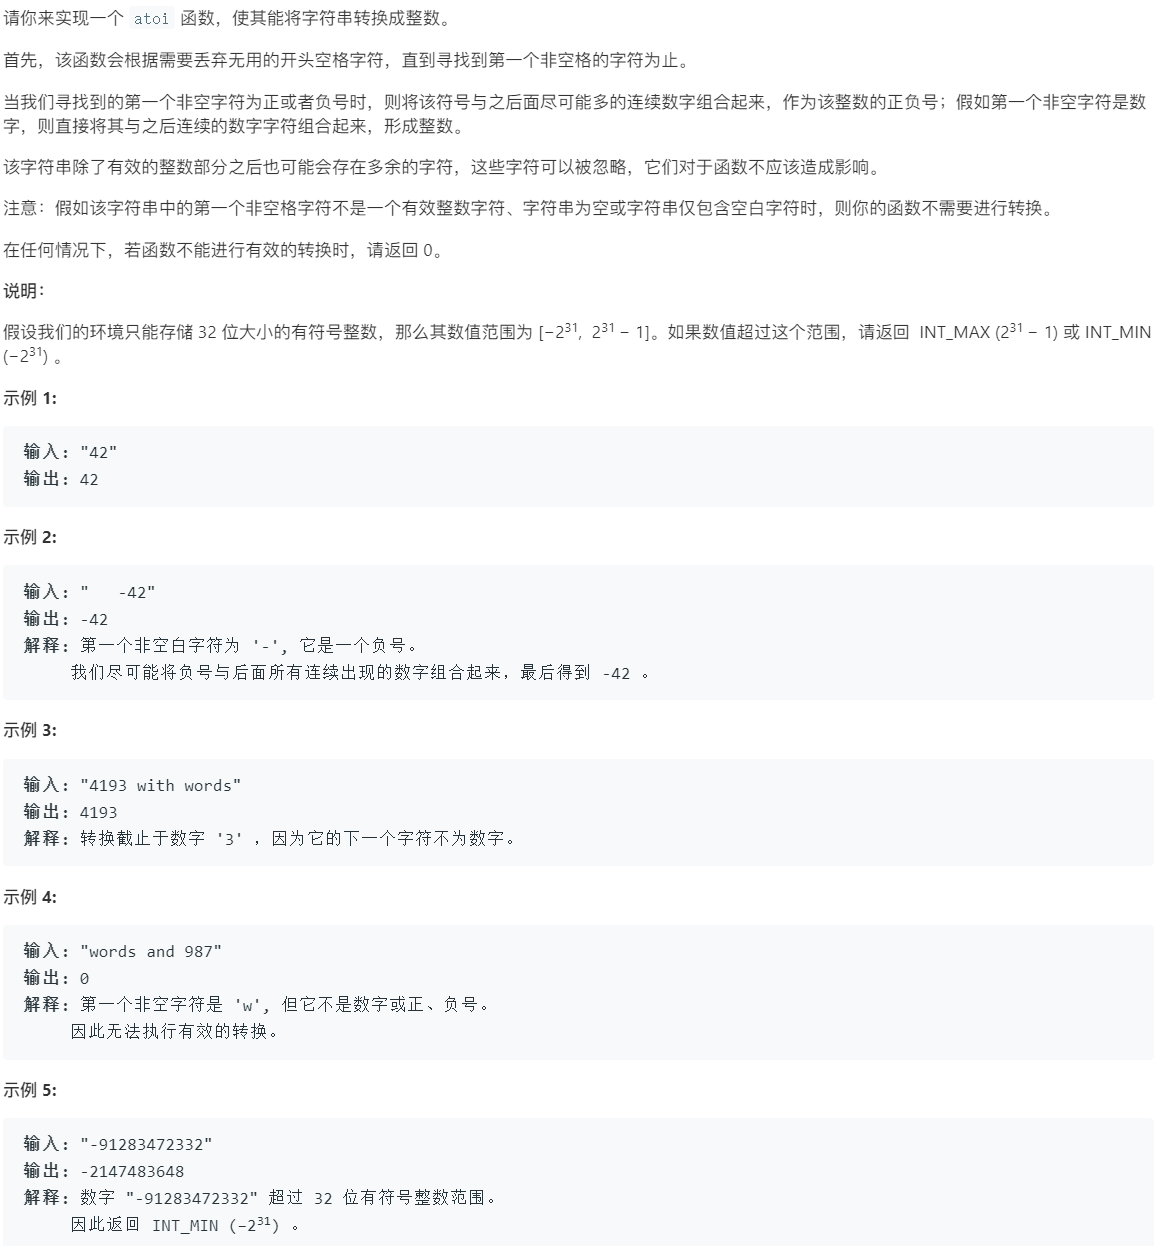 请你来实现一个 atoi 函数，使其能将字符串转换成整数。
首先，该函数会根据需要丢弃无用的开头空格字符，直到寻找到第一个非空格的字符为止。
当我们寻找到的第一个非空字符为正或者负号时，则将该符号与之后面尽可能多的连续数字组合起来，作为该整数的正负号；假如第一个非空字符是数
字，则直接将其与之后连续的数字字符组合起来，形成整数。
该字符串除了有效的整数部分之后也可能会存在多余的字符，这些字符可以被忽略，它们对于函数不应该造成影响。
注意：假如该字符串中的第一个非空格字符不是一个有效整数字符、字符串为空或字符串仅包含空白字符时，则你的函数不需要进行转换。
在任何情况下，若函数不能进行有效的转换时，请返回 0。
说明：
假设我们的环境只能存储 32 位大小的有符号整数，那么其数值范围为 [−2³¹, 2³¹ − 1]。如果数值超过这个范围，请返回 INT_MAX (2³¹ − 1) 或 INT_MIN
(−2³¹) 。
示例 1:
输入: "42"
输出: 42
示例 2:
输入: "   -42"
输出: -42
解释: 第一个非空白字符为 '-', 它是一个负号。
我们尽可能将负号与后面所有连续出现的数字组合起来，最后得到 -42 。
示例 3:
输入: "4193 with words"
输出: 4193
解释: 转换截止于数字 '3' ，因为它的下一个字符不为数字。
示例 4:
输入: "words and 987"
输出: 0
解释: 第一个非空字符是 'w', 但它不是数字或正、负号。
因此无法执行有效的转换。
示例 5:
输入: "-91283472332"
输出: -2147483648
解释: 数字 "-91283472332" 超过 32 位有符号整数范围。
因此返回 INT_MIN (−2³¹) 。